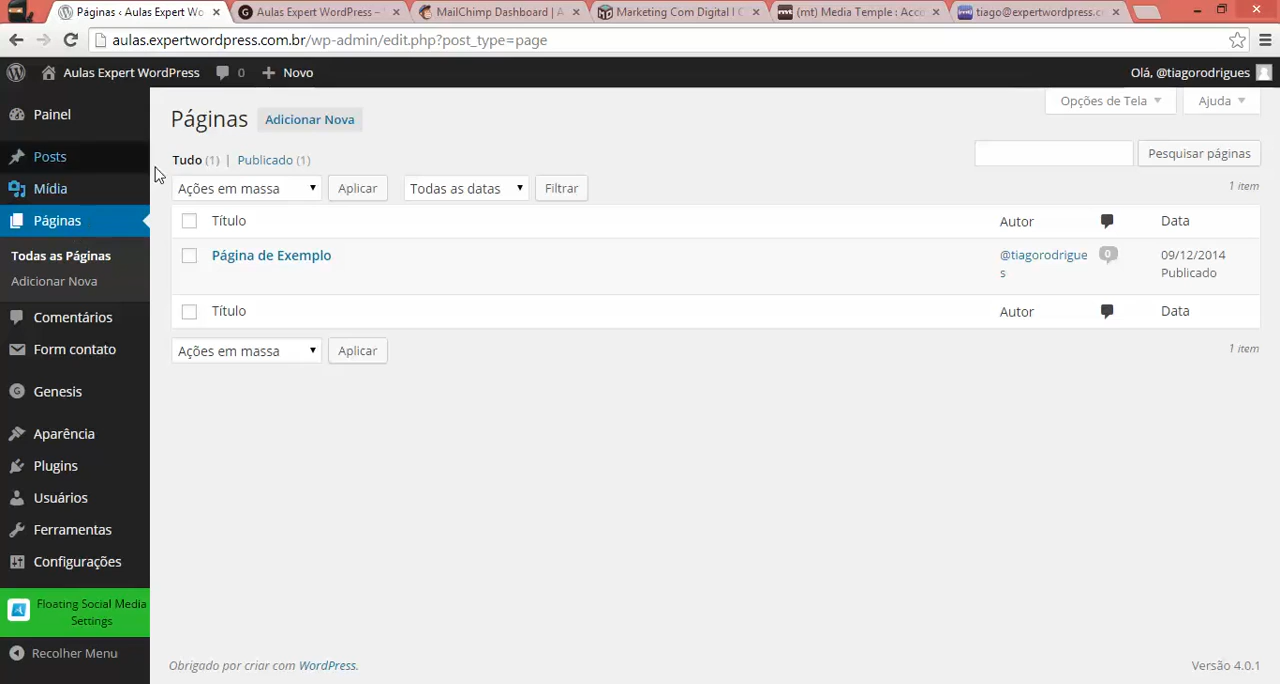 Páginas ‹ Aulas Expert Wo
Aulas Expert WordPress –
MailChimp Dashboard | A
Marketing Com Digital | C
(mt) Media Temple : Acco
tiago@expertwordpress.c
aulas.expertwordpress.com.br/wp-admin/edit.php?post_type=page
Aulas Expert WordPress 0 + Novo
Olá, @tiagorodrigues
Painel
Posts
Mídia
Páginas
Todas as Páginas
Adicionar Nova
Comentários
Form contato
Genesis
Aparência
Plugins
Usuários
Ferramentas
Configurações
Floating Social Media
Settings
Recolher Menu
Opções de Tela
Ajuda
Páginas Adicionar Nova
Tudo (1) | Publicado (1)
Pesquisar páginas
Ações em massa Aplicar Todas as datas Filtrar
1 item
Título Autor Data
Página de Exemplo
@tiagorodrigue
s
0
09/12/2014
Publicado
Título Autor Data
Ações em massa Aplicar
1 item
Obrigado por criar com WordPress.
Versão 4.0.1